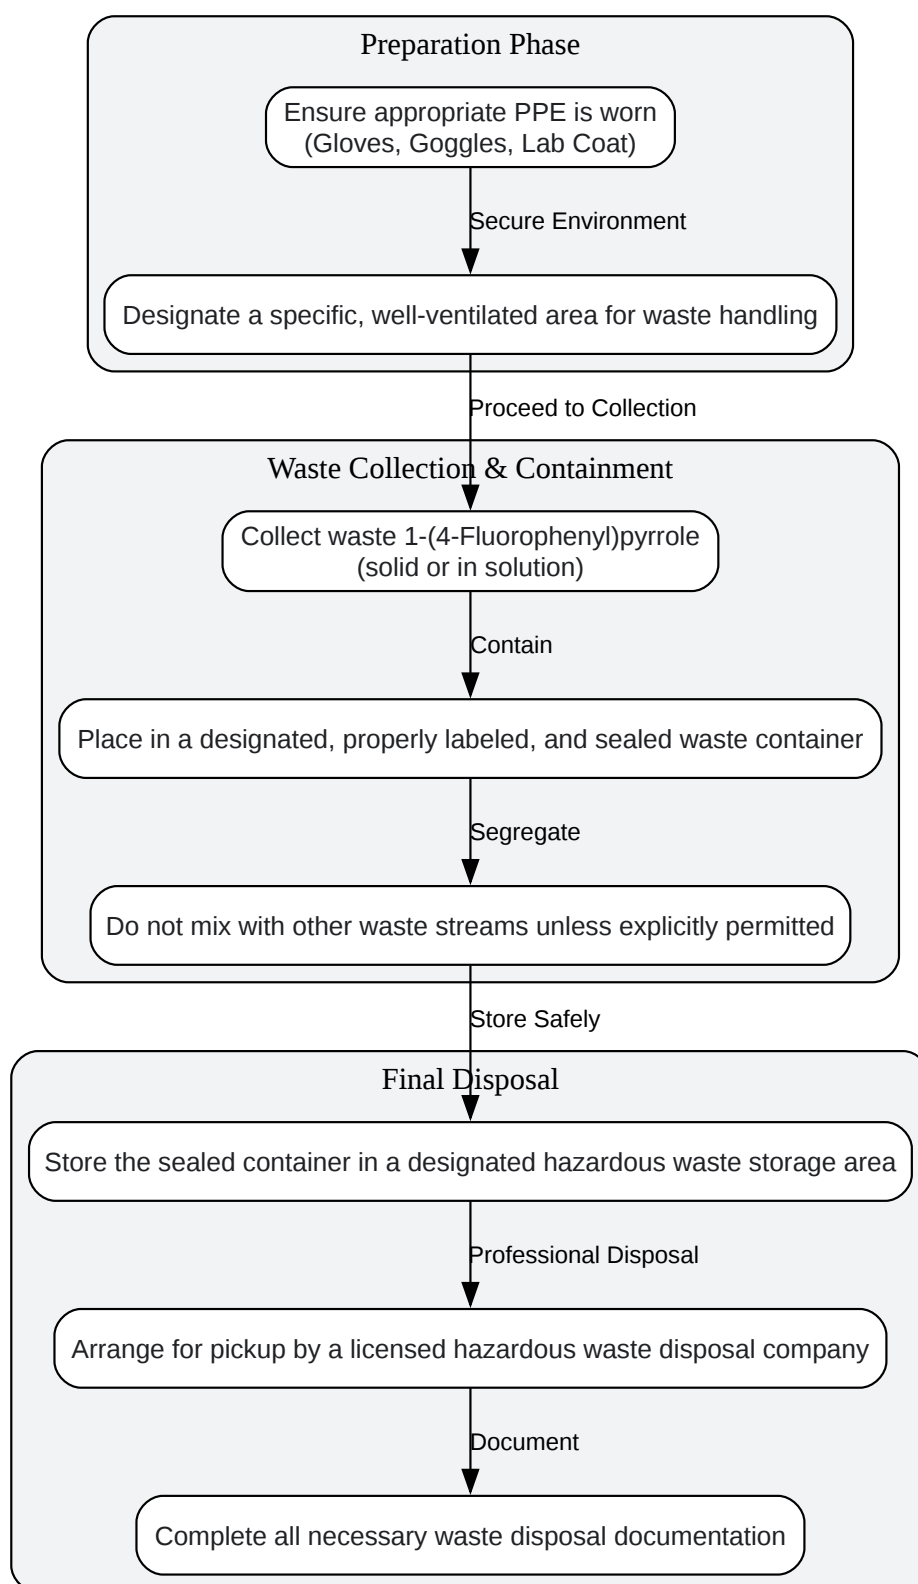 Preparation Phase
Ensure appropriate PPE is worn
(Gloves, Goggles, Lab Coat)
Secure Environment
Designate a specific, well-ventilated area for waste handling
Proceed to Collection
Waste Collection & Containment
Collect waste 1-(4-Fluorophenyl)pyrrole
(solid or in solution)
Contain
Place in a designated, properly labeled, and sealed waste container
Segregate
Do not mix with other waste streams unless explicitly permitted
Store Safely
Final Disposal
Store the sealed container in a designated hazardous waste storage area
Professional Disposal
Arrange for pickup by a licensed hazardous waste disposal company
Document
Complete all necessary waste disposal documentation